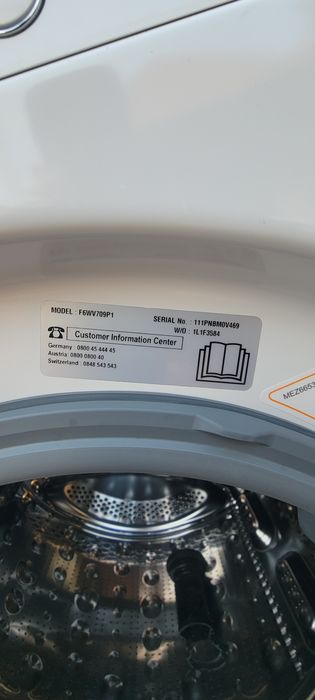 MODEL : F6WV709P1
SERIAL No. : 111PNBM0V469
W/O : 1L1F3584
Customer Information Center
Germany : 0800 45 444 45
Austria: 0800 0800 40
Switzerland : 0848 543 543
MEZ6653